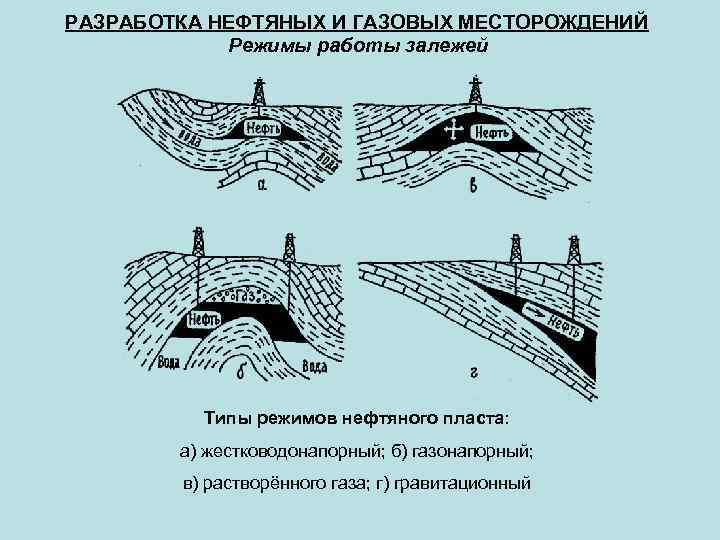 РАЗРАБОТКА НЕФТЯНЫХ И ГАЗОВЫХ МЕСТОРОЖДЕНИЙ
Режимы работы залежей
Вода
Нефть
Вода
а
Нефть
в
Газ
Нефть
Вода
б
Вода
Нефть
г
Типы режимов нефтяного пласта:
а) жестководонапорный; б) газонапорный;
в) растворённого газа; г) гравитационный